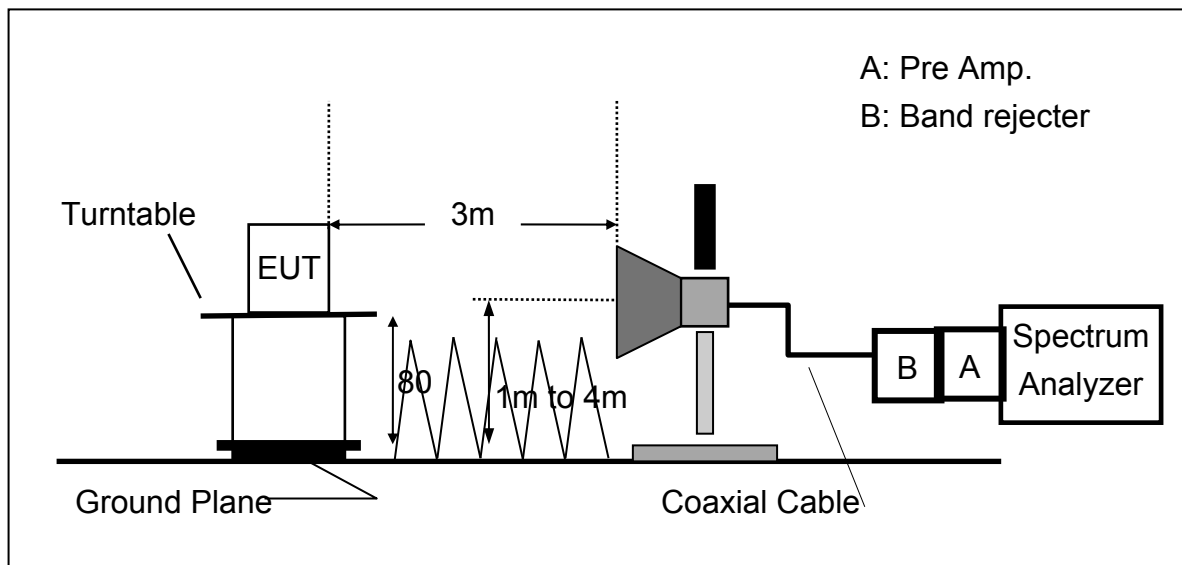 A: Pre Amp.
B: Band rejecter
Turntable
3m
EUT
80
1m to 4m
B
A
Spectrum
Analyzer
Ground Plane
Coaxial Cable